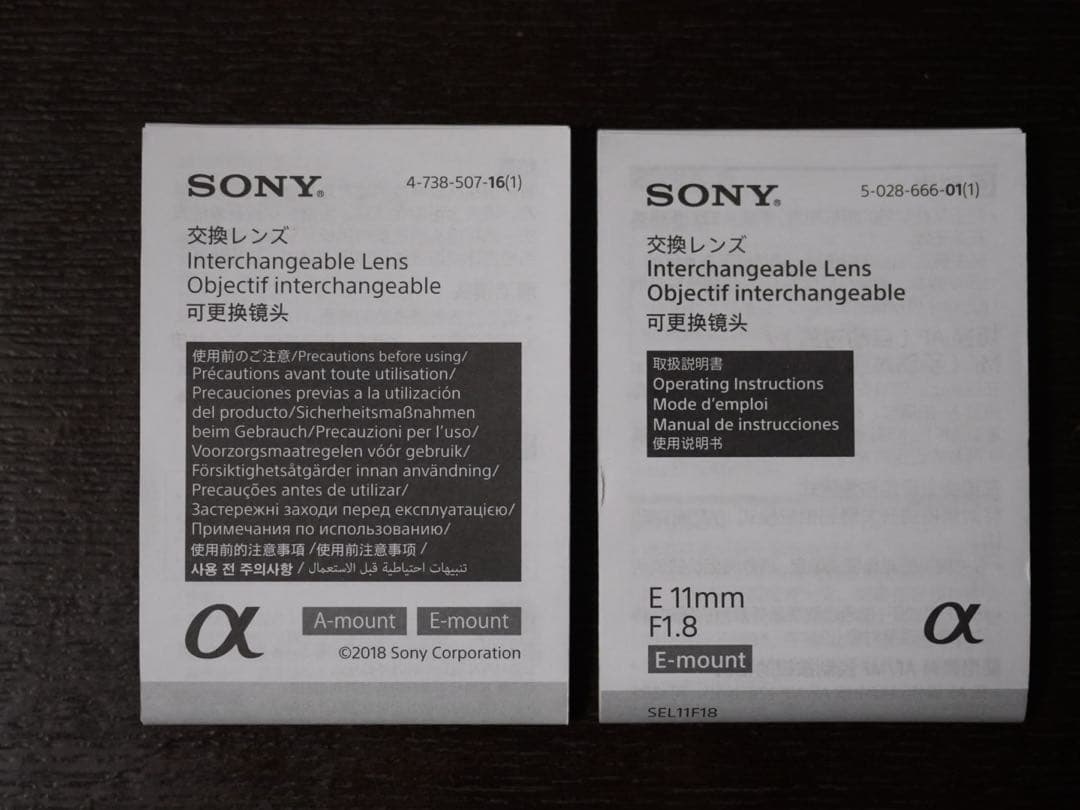 SONY®
4-738-507-16(1)
交換レンズ
Interchangeable Lens
Objectif interchangeable
可更换镜头
使用前のご注意/Precautions before using/
Précautions avant toute utilisation/
Precauciones previas a la utilización
del producto/Sicherheitsmaßnahmen
beim Gebrauch/Precauzioni per l'uso/
Voorzorgsmaatregelen vóór gebruik/
Försiktighetsåtgärder innan användning/
Precauções antes de utilizar/
Застережні заходи перед експлуатацією/
Примечания по использованию/
使用前的注意事項 /使用前注意事项 /
사용 전 주의사항 / تنبيهات احتياطية قبل الاستعمال
α
A-mount
E-mount
©2018 Sony Corporation
SONY®
5-028-666-01(1)
交換レンズ
Interchangeable Lens
Objectif interchangeable
可更换镜头
取扱説明書
Operating Instructions
Mode d'emploi
Manual de instrucciones
使用说明书
E 11mm
F1.8
E-mount
α
SEL11F18